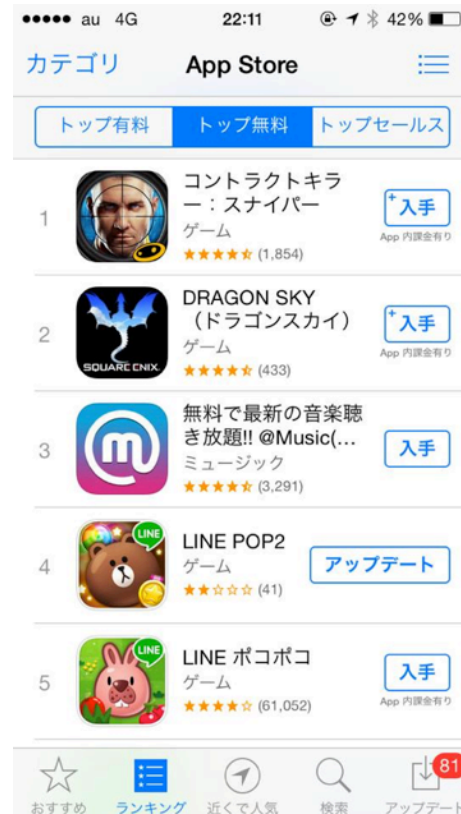 au 4G 22:11 42%
カテゴリ App Store
トップ有料 トップ無料 トップセールス
1
コントラクトキラ
ー：スナイパー
ゲーム
(1,854)
+入手
App 内課金有り
2
SQUARE ENIX
DRAGON SKY
（ドラゴンスカイ）
ゲーム
(433)
+入手
App 内課金有り
3
m
無料で最新の音楽聴
き放題!! @Music(…
ミュージック
(3,291)
入手
4
LINE
LINE POP2
ゲーム
(41)
アップデート
5
LINE
LINE ポコポコ
ゲーム
(61,052)
入手
App 内課金有り
81
おすすめ ランキング 近くで人気 検索 アップデート